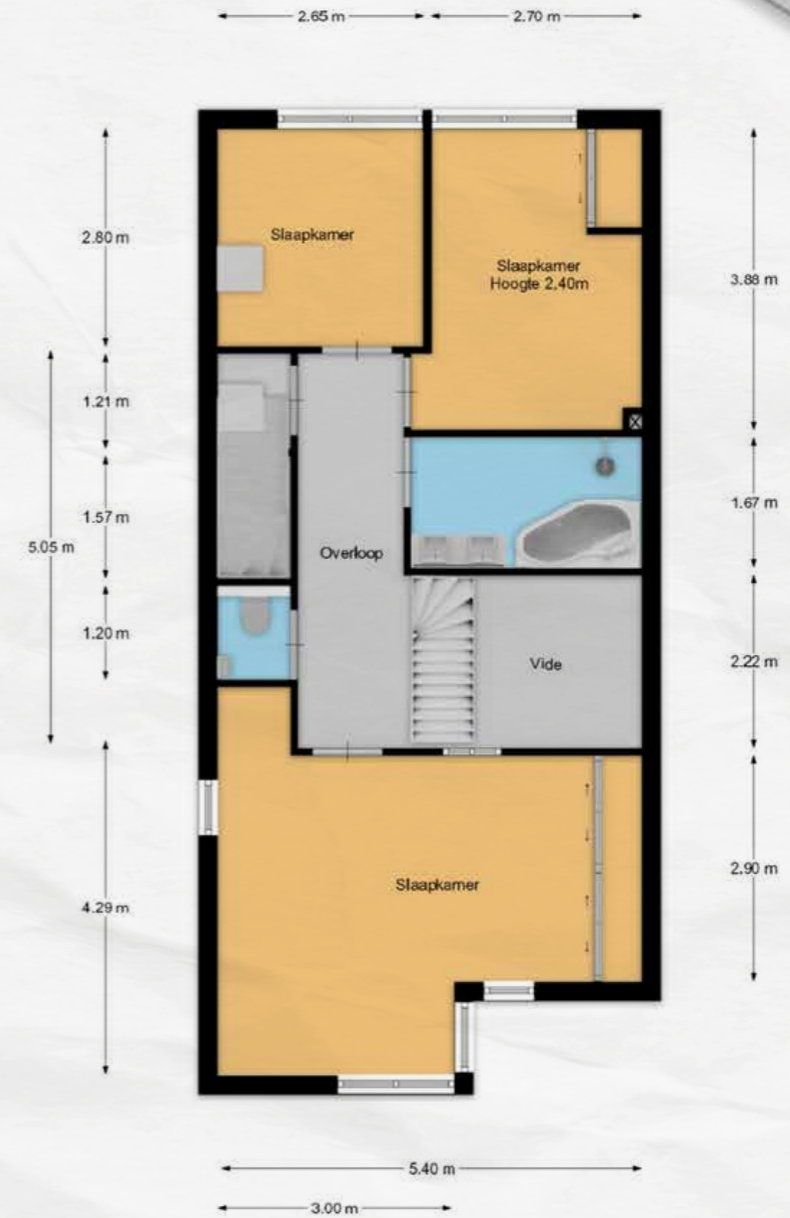 2.65 m
2.70 m
2.80 m
Slaapkamer
Slaapkamer
Hoogte 2,40m
3.88 m
1.21 m
1.67 m
1.57 m
5.05 m
Overloop
1.20 m
Vide
2.22 m
2.90 m
Slaapkamer
4.29 m
5.40 m
3.00 m